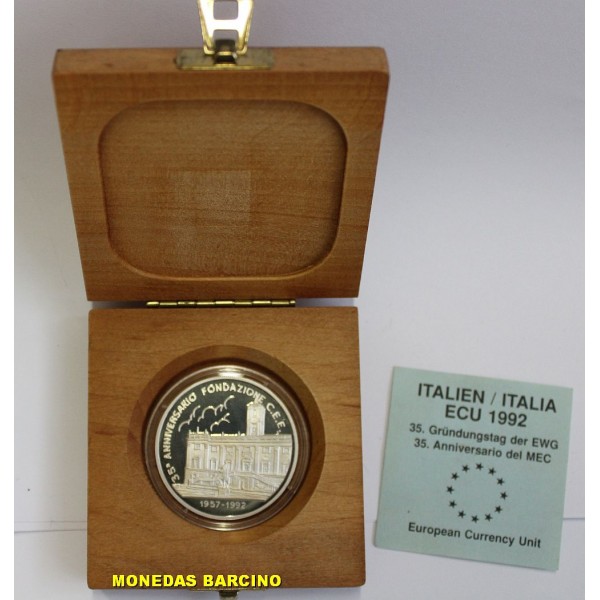 35º ANNIVERSARIO FONDAZIONE C.E.E.
1957-1992
ITALIEN / ITALIA
ECU 1992
35. Gründungstag der EWG
35. Anniversario del MEC
European Currency Unit
MONEDAS BARCINO